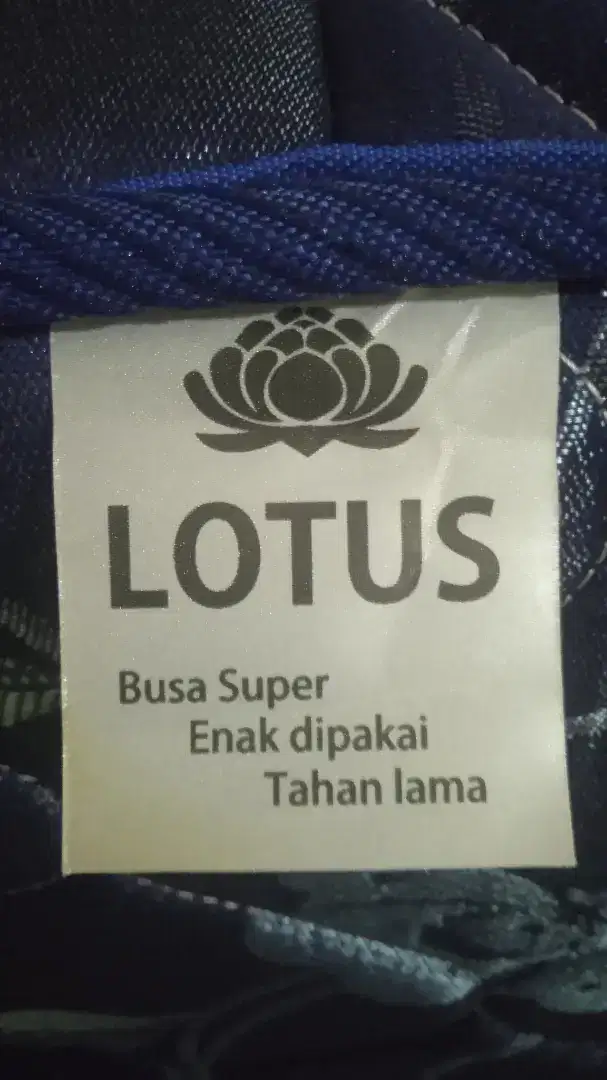 LOTUS
Busa Super
Enak dipakai
Tahan lama